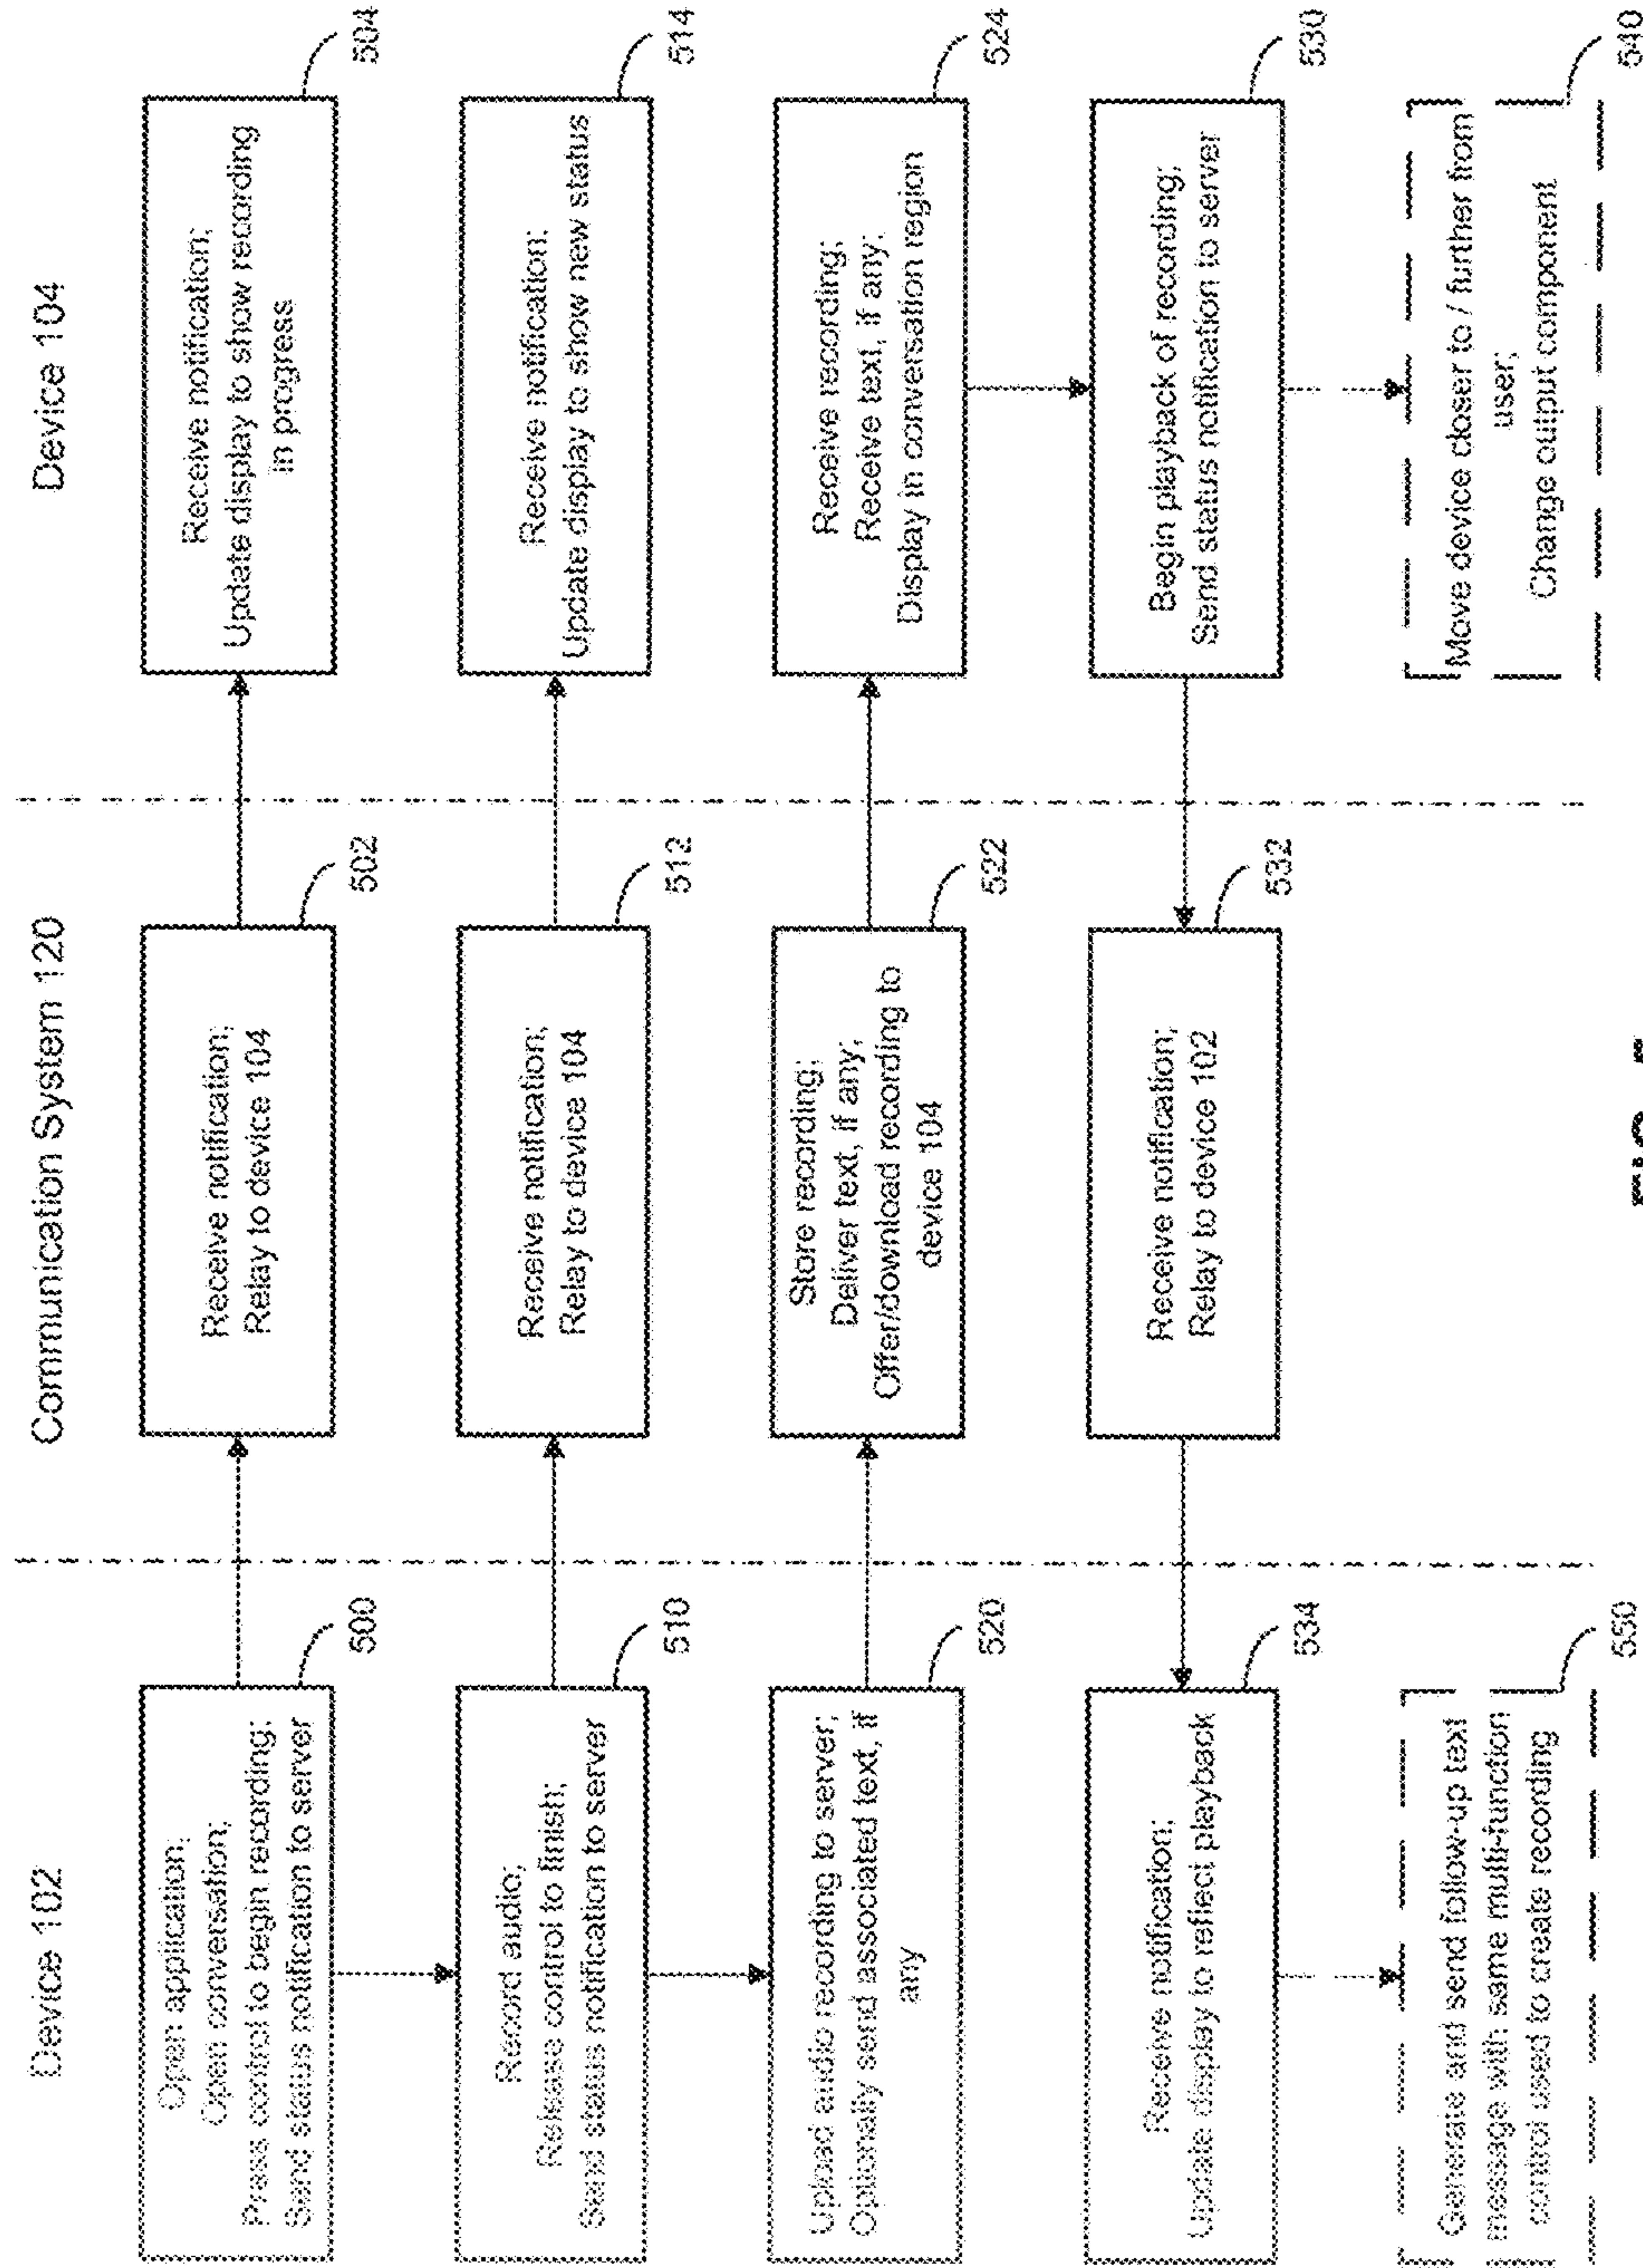 Device 102
Communication System 120
Device 104
Open application;
Open conversation;
Press control to begin recording;
Send status notification to server
500
Receive notification;
Relay to device 104
502
Receive notification;
Update display to show recording
in progress
504
Record audio;
Release control to finish;
Send status notification to server
510
Receive notification;
Relay to device 104
512
Receive notification;
Update display to show new status
514
Upload audio recording to server;
Optionally send associated text, if
any
520
Store recording;
Deliver text, if any;
Offer/download recording to
device 104
522
Receive recording;
Receive text, if any;
Display in conversation region
524
Begin playback of recording;
Send status notification to server
530
Receive notification;
Relay to device 102
532
Receive notification;
Update display to reflect playback
534
Move device closer to / further from
user;
Change output component
540
Generate and send follow-up text
message with same multi-function
control used to create recording
550